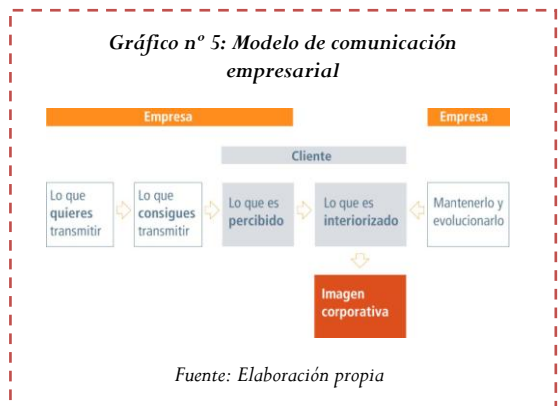 Gráfico nº 5: Modelo de comunicación
empresarial
Empresa
Empresa
Cliente
Lo que
quieres
transmitir
Lo que
consigues
transmitir
Lo que es
percibido
Lo que es
interiorizado
Mantenerlo y
evolucionarlo
Imagen
corporativa
Fuente: Elaboración propia